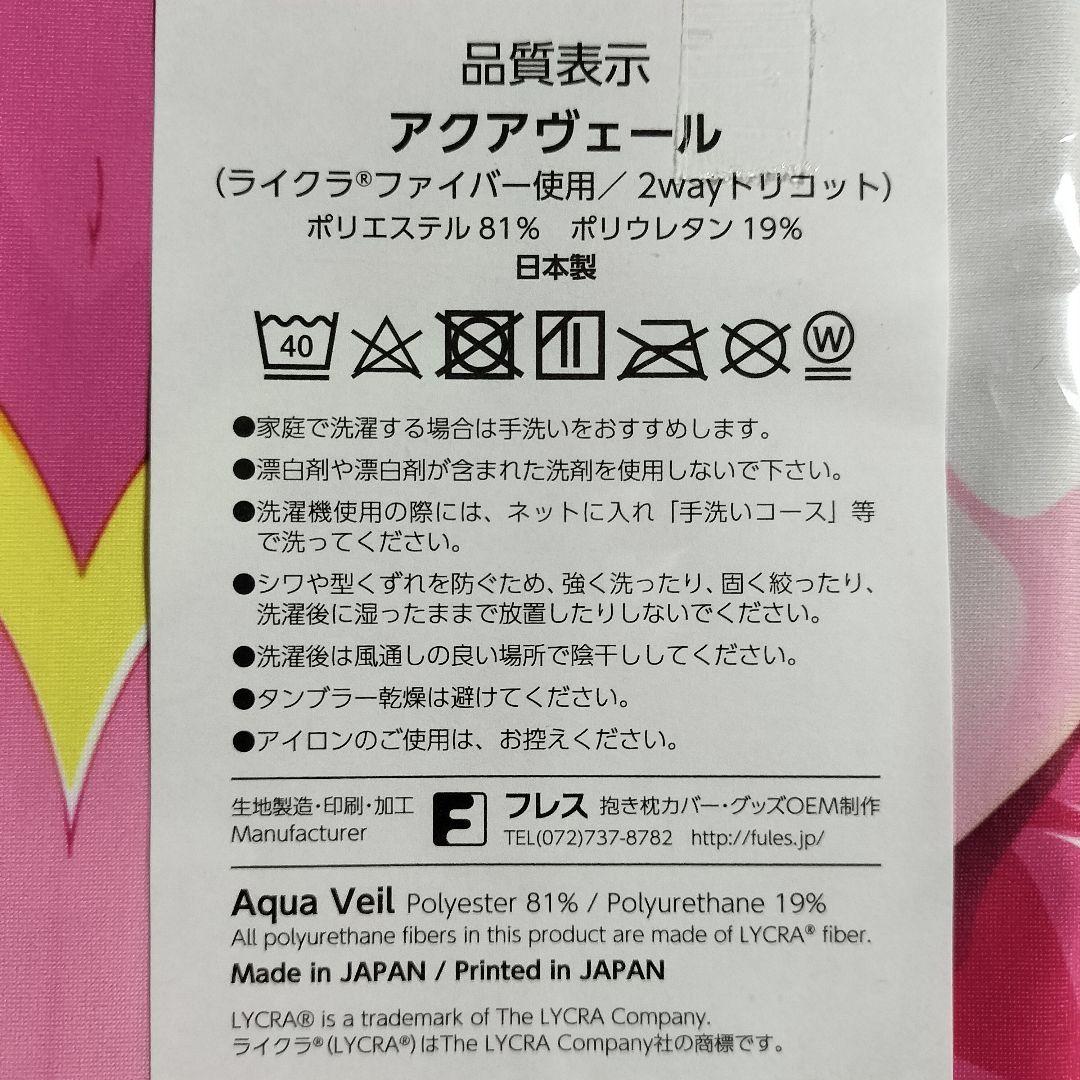 品質表示
アクアヴェール
（ライクラ®ファイバー使用／ 2wayトリコット）
ポリエステル 81%　ポリウレタン 19%
日本製
40 W
●家庭で洗濯する場合は手洗いをおすすめします。
●漂白剤や漂白剤が含まれた洗剤を使用しないで下さい。
●洗濯機使用の際には、ネットに入れ「手洗いコース」等
で洗ってください。
●シワや型くずれを防ぐため、強く洗ったり、固く絞ったり、
洗濯後に湿ったままで放置したりしないでください。
●洗濯後は風通しの良い場所で陰干ししてください。
●タンブラー乾燥は避けてください。
●アイロンのご使用は、お控えください。
生地製造・印刷・加工 フレス 抱き枕カバー・グッズOEM制作
Manufacturer TEL(072)737-8782 http://fules.jp/
Aqua Veil Polyester 81% / Polyurethane 19%
All polyurethane fibers in this product are made of LYCRA® fiber.
Made in JAPAN / Printed in JAPAN
LYCRA® is a trademark of The LYCRA Company.
ライクラ®（LYCRA®）はThe LYCRA Company社の商標です。